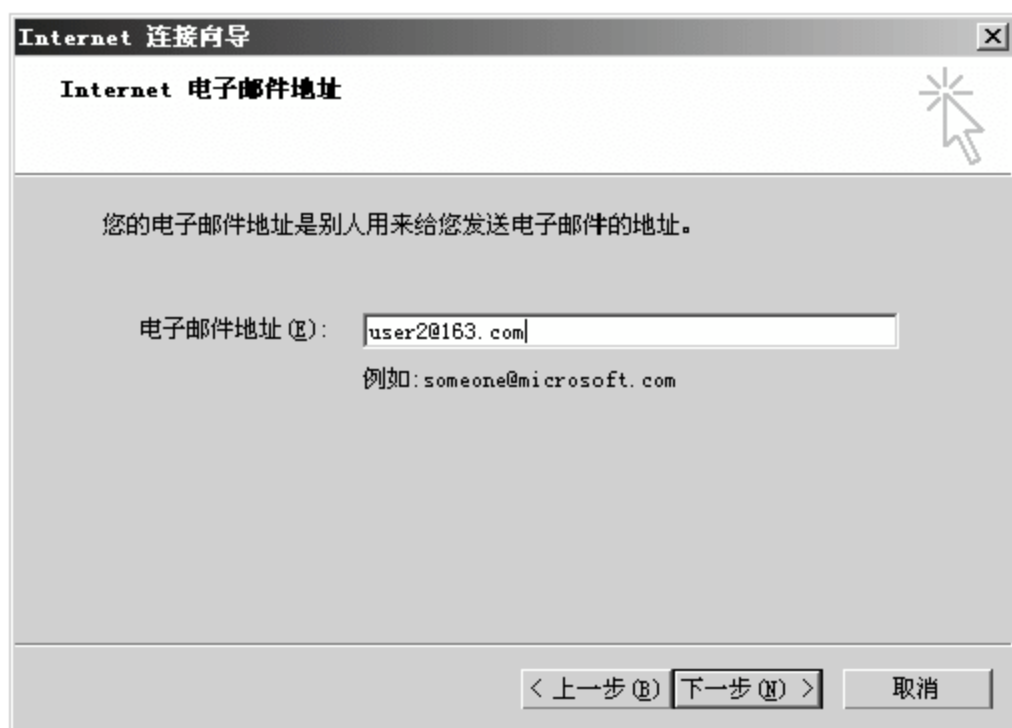 Internet 连接向导
Internet 电子邮件地址
您的电子邮件地址是别人用来给您发送电子邮件的地址。
电子邮件地址(E): user2@163.com
例如:someone@microsoft.com
< 上一步(B) 下一步(N) > 取消